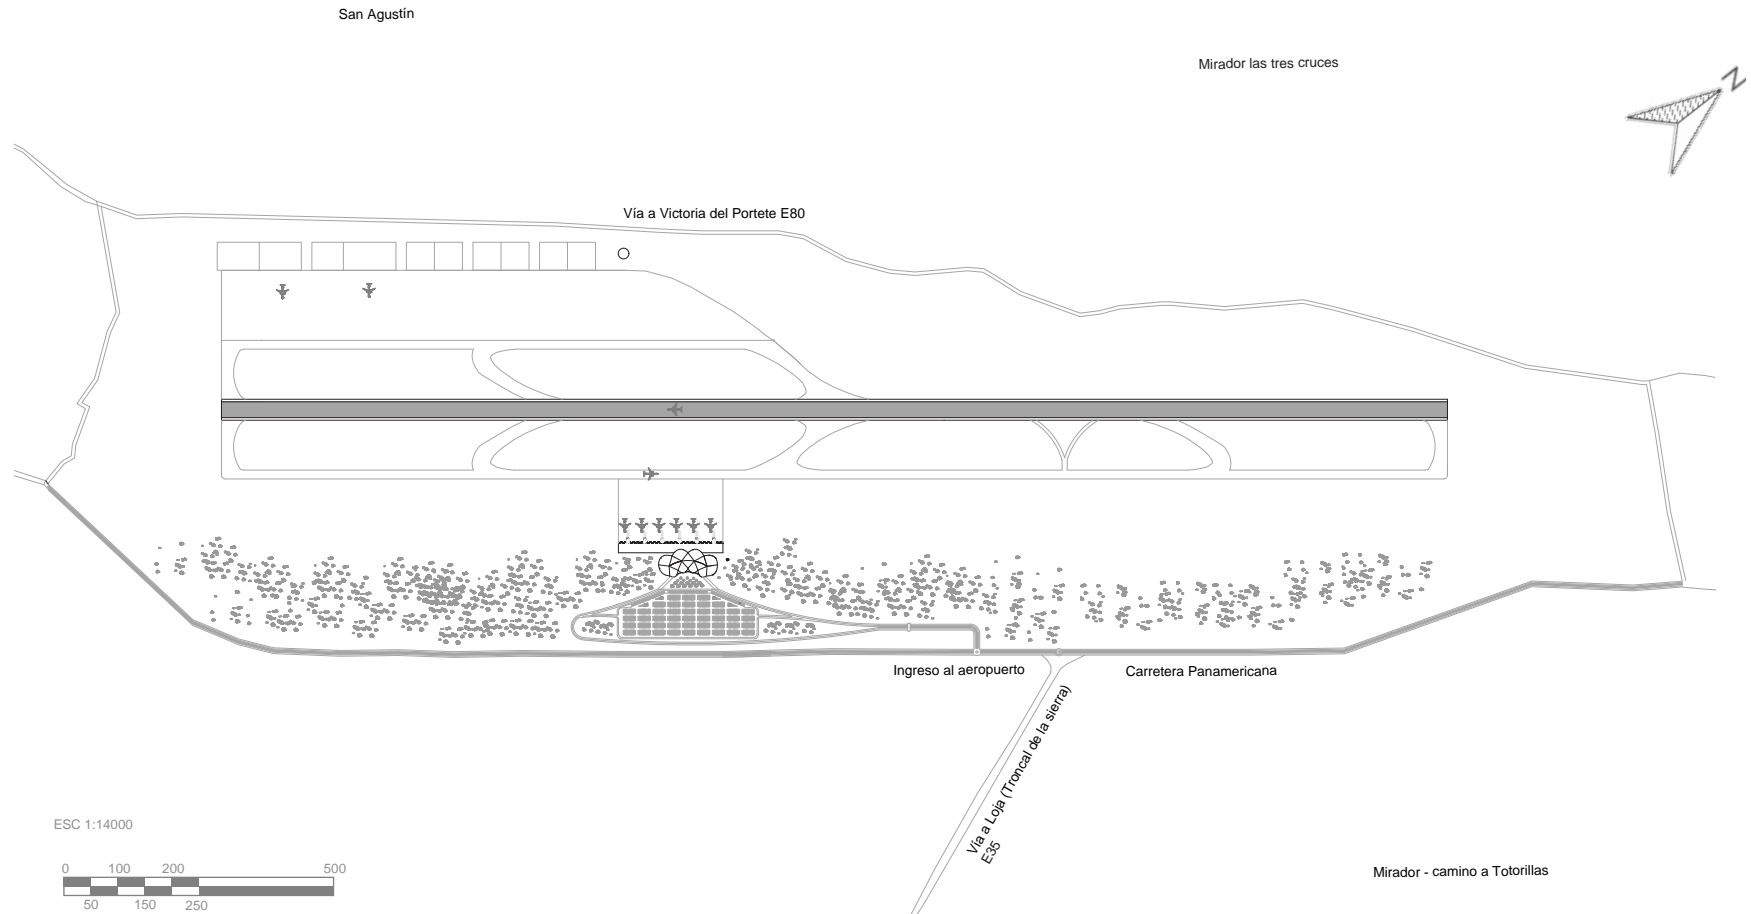 San Agustín
Mirador las tres cruces
N
Vía a Victoria del Portete E80
Ingreso al aeropuerto
Carretera Panamericana
Vía a Loja (Troncal de la sierra)
E35
ESC 1:14000
0 100 200 500
50 150 250
Mirador - camino a Totorillas